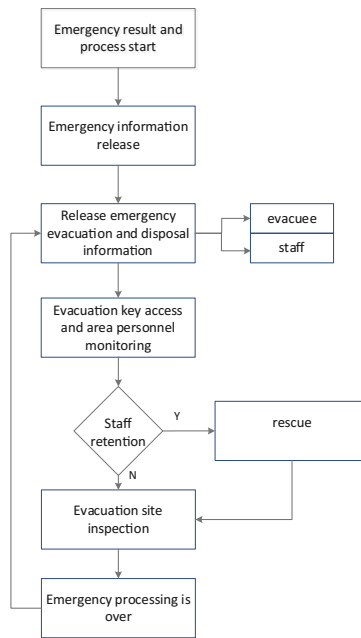 Emergency result and
process start
Emergency information
release
Release emergency
evacuation and disposal
information
evacuee
staff
Evacuation key access
and area personnel
monitoring
Staff
retention
Y
rescue
N
Evacuation site
inspection
Emergency processing is
over